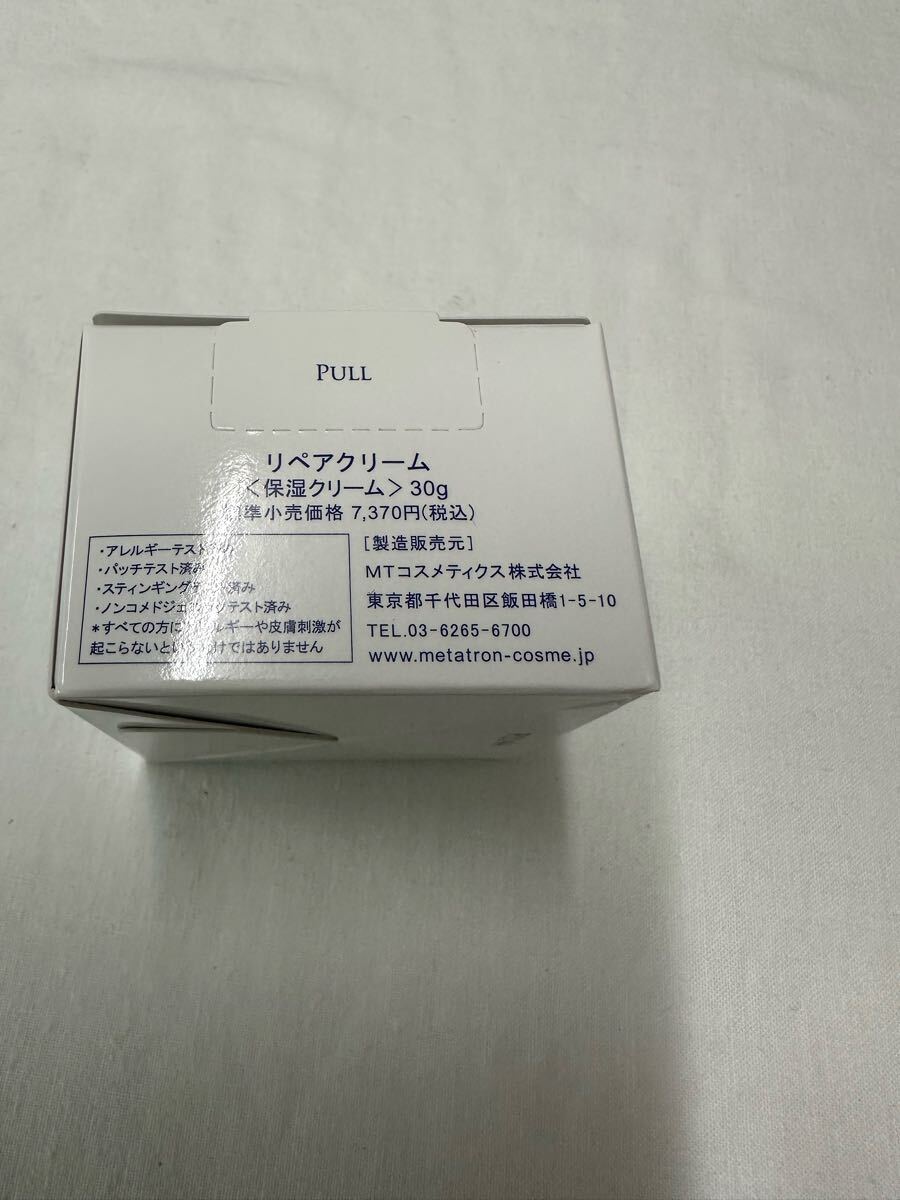 PULL
リペアクリーム
＜保湿クリーム＞30g
準小売価格 7,370円(税込)
・アレルギーテスト
・パッチテスト済み
・スティンギング 済み
・ノンコメドジェ テスト済み
＊すべての方に ルギーや皮膚刺激が
起こらないという けではありません
［製造販売元］
MTコスメティクス株式会社
東京都千代田区飯田橋1-5-10
TEL.03-6265-6700
www.metatron-cosme.jp